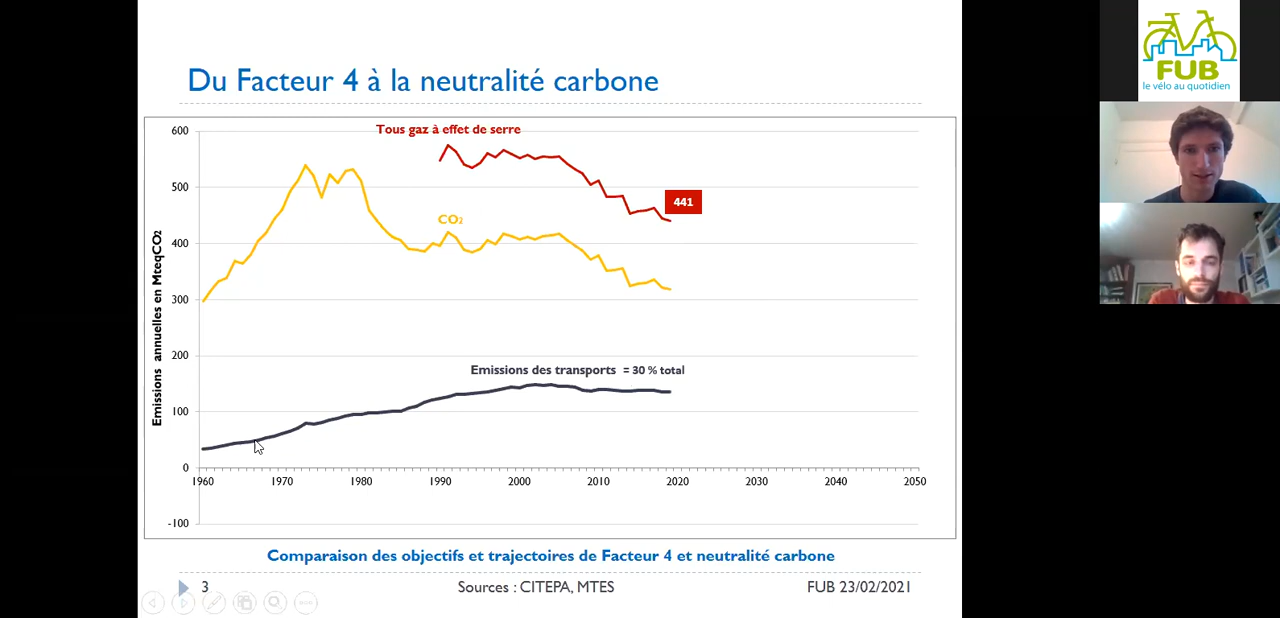 Du Facteur 4 à la neutralité carbone
Tous gaz à effet de serre
441
CO₂
Emissions des transports = 30 % total
Emissions annuelles en MteqCO2
600
500
400
300
200
100
0
-100
1960 1970 1980 1990 2000 2010 2020 2030 2040 2050
Comparaison des objectifs et trajectoires de Facteur 4 et neutralité carbone
3 Sources : CITEPA, MTES FUB 23/02/2021
FUB
le vélo au quotidien